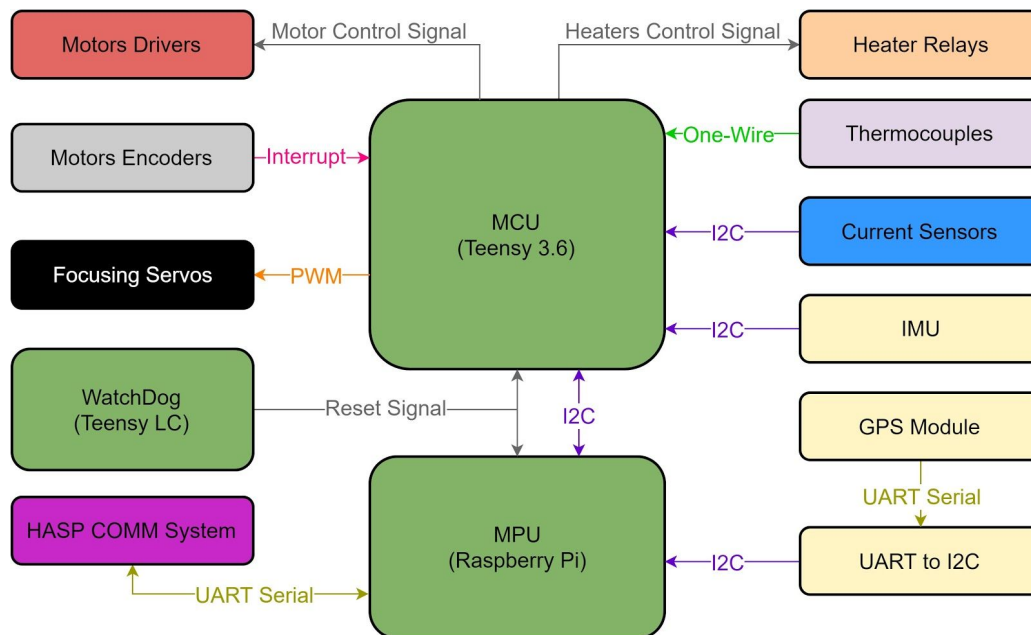 Motors Drivers
Motor Control Signal
Heaters Control Signal
Heater Relays
Motors Encoders
Interrupt
One-Wire
Thermocouples
MCU
(Teensy 3.6)
I2C
Current Sensors
Focusing Servos
PWM
I2C
IMU
WatchDog
(Teensy LC)
Reset Signal
I2C
GPS Module
UART Serial
HASP COMM System
MPU
(Raspberry Pi)
I2C
UART to I2C
UART Serial